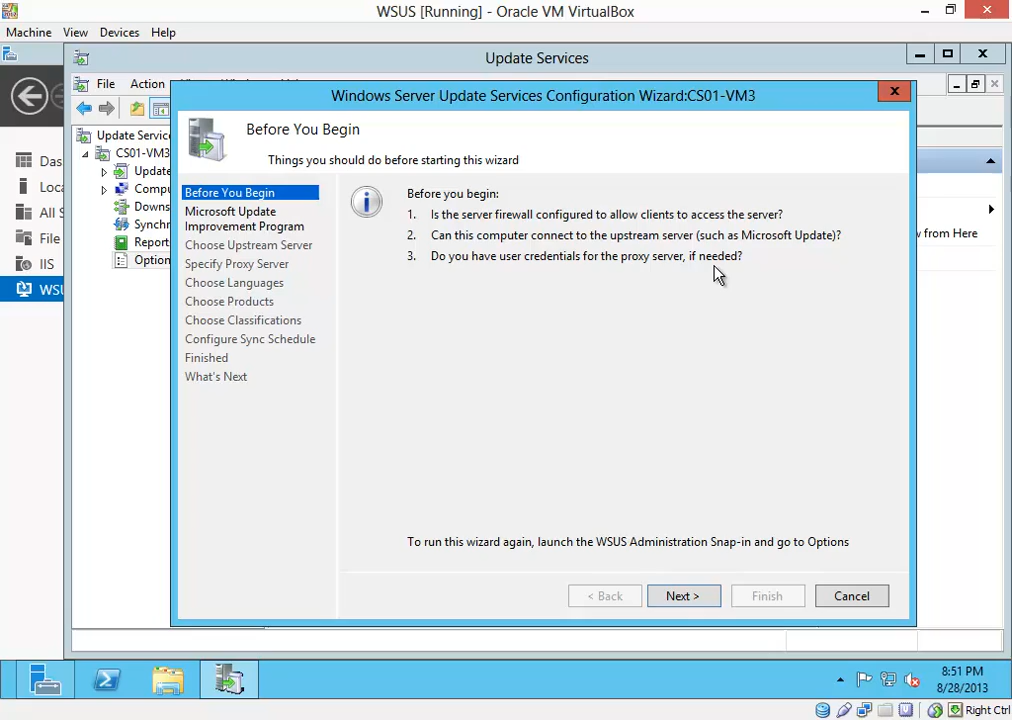 WSUS [Running] - Oracle VM VirtualBox
Machine View Devices Help
Update Services
File Action
Windows Server Update Services Configuration Wizard:CS01-VM3
Before You Begin
Things you should do before starting this wizard
Update Servic
CS01-VM3
Update
Compu
Downs
Synchr
Report
Option
Das
Loca
All S
File
IIS
WSU
Before You Begin
Microsoft Update
Improvement Program
Choose Upstream Server
Specify Proxy Server
Choose Languages
Choose Products
Choose Classifications
Configure Sync Schedule
Finished
What's Next
Before you begin:
1. Is the server firewall configured to allow clients to access the server?
2. Can this computer connect to the upstream server (such as Microsoft Update)?
3. Do you have user credentials for the proxy server, if needed?
To run this wizard again, launch the WSUS Administration Snap-in and go to Options
< Back Next > Finish Cancel
ow from Here
8:51 PM
8/28/2013
Right Ctrl